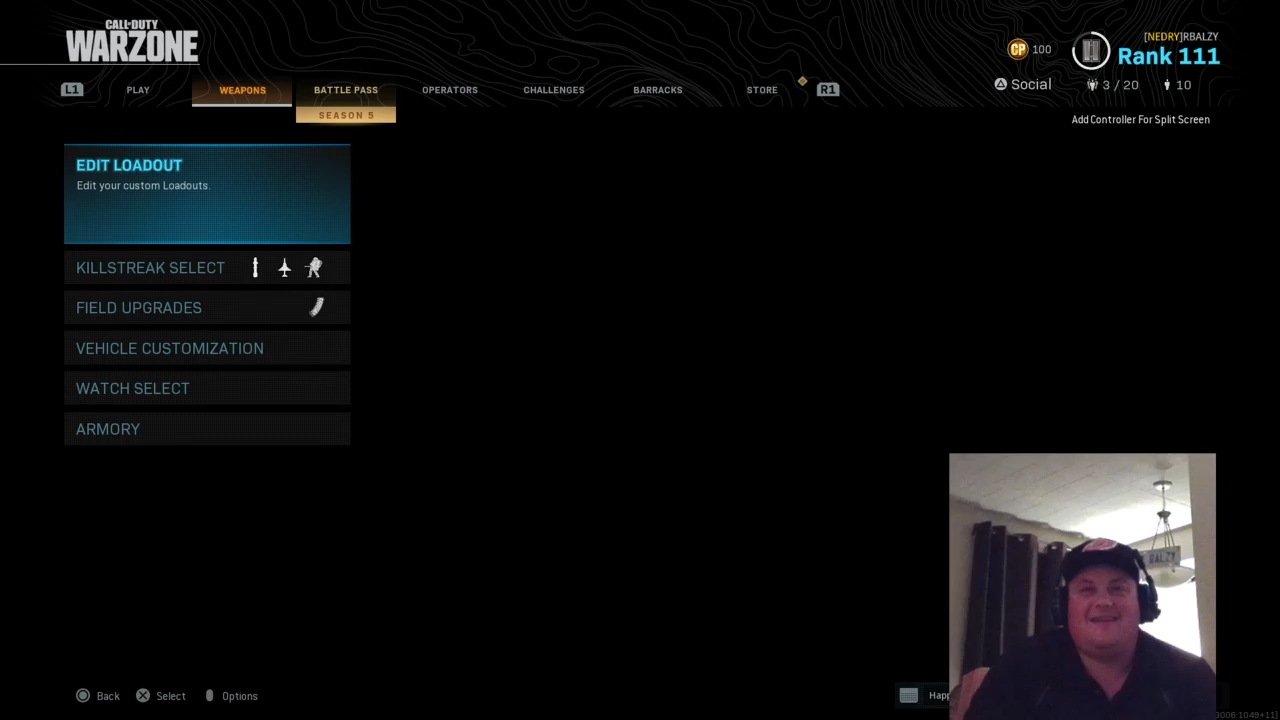 CALL OF DUTY
WARZONE
CP 100
[NEDRY]RBALZY
Rank 111
Social
3 / 20
10
L1
PLAY
WEAPONS
BATTLE PASS
OPERATORS
CHALLENGES
BARRACKS
STORE
R1
SEASON 5
Add Controller For Split Screen
EDIT LOADOUT
Edit your custom Loadouts.
KILLSTREAK SELECT
FIELD UPGRADES
VEHICLE CUSTOMIZATION
WATCH SELECT
ARMORY
BALZY
Back
Select
Options
Happ